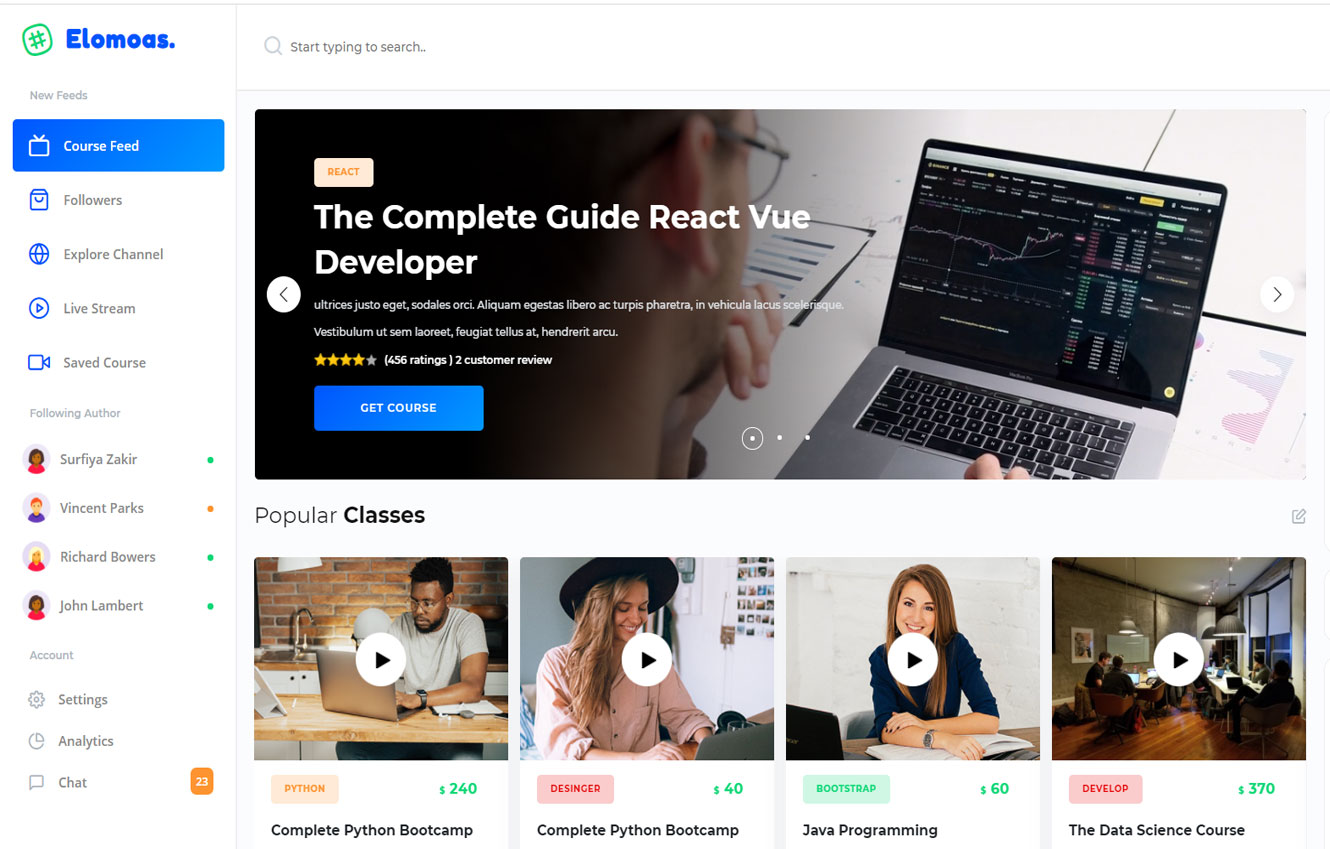 Elomoas.
Start typing to search..
New Feeds
Course Feed
Followers
Explore Channel
Live Stream
Saved Course
Following Author
Surfiya Zakir
Vincent Parks
Richard Bowers
John Lambert
Account
Settings
Analytics
Chat 23
REACT
The Complete Guide React Vue
Developer
ultrices justo eget, sodales orci. Aliquam egestas libero ac turpis pharetra, in vehicula lacus scelerisque.
Vestibulum ut sem laoreet, feugiat tellus at, hendrerit arcu.
(456 ratings ) 2 customer review
GET COURSE
BINANCE
MacBook Pro
Popular Classes
PYTHON $ 240
Complete Python Bootcamp
DESINGER $ 40
Complete Python Bootcamp
BOOTSTRAP $ 60
Java Programming
DEVELOP $ 370
The Data Science Course